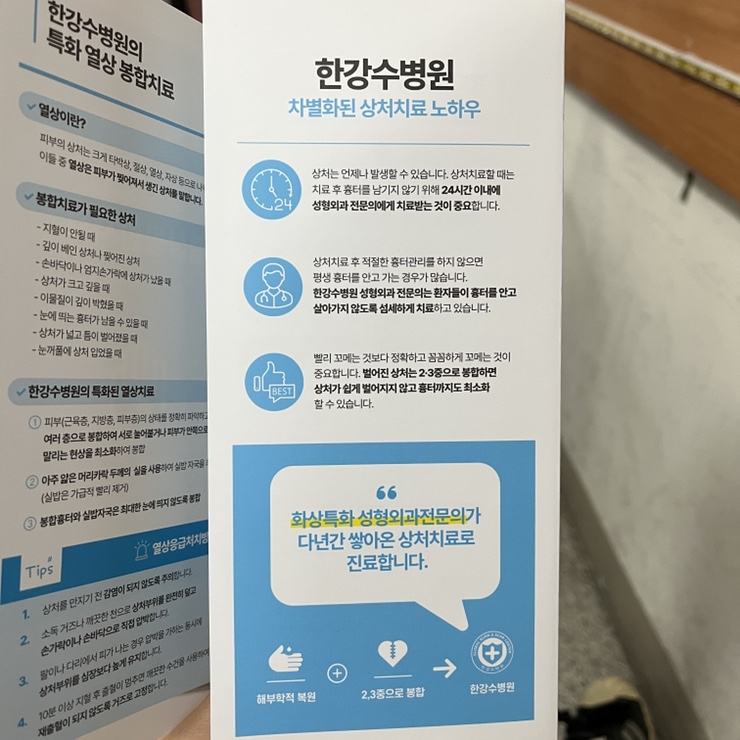 한강수병원의
특화 열상 봉합치료
열상이란?
피부의 상처는 크게 타박상, 절상, 열상, 자상 등으로
이들 중 열상은 피부가 찢어져서 생긴 상처를 말합니다.
봉합치료가 필요한 상처
- 지혈이 안될 때
- 깊이 베인 상처나 찢어진 상처
- 손바닥이나 엄지손가락에 상처가 났을 때
- 상처가 크고 깊을 때
- 이물질이 깊이 박혔을 때
- 눈에 띄는 흉터가 남을 수 있을 때
- 상처가 넓고 틈이 벌어졌을 때
- 눈꺼풀에 상처 입었을 때
한강수병원의 특화된 열상치료
① 피부(근육층, 지방층, 피부층)의 상태를 정확히
여러 층으로 봉합하여 서로 눌어붙거나 피부가 안쪽으로
말리는 현상을 최소화하여 봉합
② 아주 얇은 머리카락 두께의 실을 사용하여 실밥 자국을
(실밥은 가급적 빨리 제거)
③ 봉합흉터와 실밥자국은 최대한 눈에 띄지 않도록 봉합
Tips #
열상응급처치방
1. 상처를 만지기 전 감염이 되지 않도록 주의합니다.
2. 소독 거즈나 깨끗한 천으로 상처부위를 완전히 덮고
손가락이나 손바닥으로 직접 압박합니다.
3. 팔이나 다리에서 피가 나는 경우 압박을 가하는 동시에
상처부위를 심장보다 높게 유지합니다.
4. 10분 이상 지혈 후 출혈이 멈추면 깨끗한 수건을 사용하여
재출혈이 되지 않도록 거즈로 고정합니다.
한강수병원
차별화된 상처치료 노하우
24
상처는 언제나 발생할 수 있습니다. 상처치료할 때는
치료 후 흉터를 남기지 않기 위해 24시간 이내에
성형외과 전문의에게 치료받는 것이 중요합니다.
상처치료 후 적절한 흉터관리를 하지 않으면
평생 흉터를 안고 가는 경우가 많습니다.
한강수병원 성형외과 전문의는 환자들이 흉터를 안고
살아가지 않도록 섬세하게 치료하고 있습니다.
BEST
빨리 꼬메는 것보다 정확하고 꼼꼼하게 꼬메는 것이
중요합니다. 벌어진 상처는 2·3중으로 봉합하면
상처가 쉽게 벌어지지 않고 흉터까지도 최소화
할 수 있습니다.
화상특화 성형외과전문의가
다년간 쌓아온 상처치료로
진료합니다.
해부학적 복원
2,3중으로 봉합
한강수병원